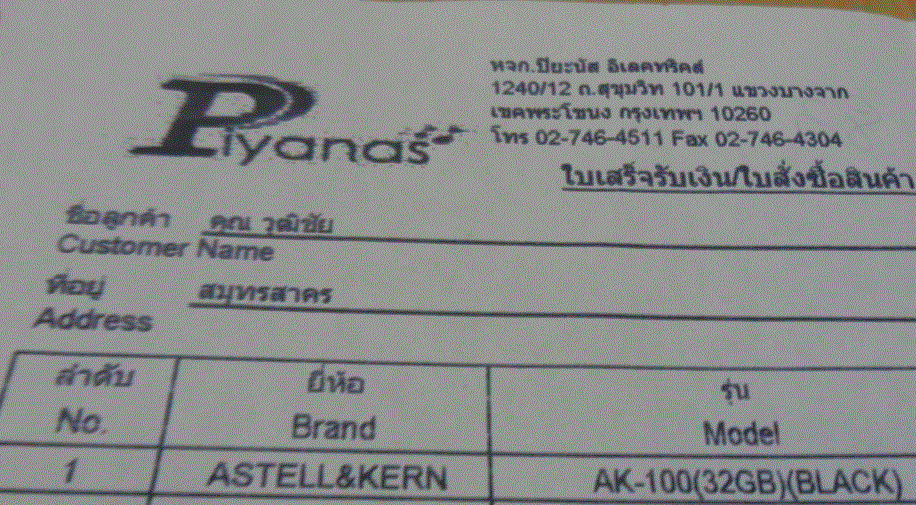 Piyanas
หจก.ปิยะนัส อิเลคทริคส์
1240/12 ถ.สุขุมวิท 101/1 แขวงบางจาก
เขตพระโขนง กรุงเทพฯ 10260
โทร 02-746-4511 Fax 02-746-4304
ใบเสร็จรับเงิน/ใบสั่งซื้อสินค้า
ชื่อลูกค้า คุณ วุฒิชัย
Customer Name
ที่อยู่ สมุทรสาคร
Address
ลำดับ ยี่ห้อ รุ่น
No. Brand Model
1 ASTELL&KERN AK-100(32GB)(BLACK)